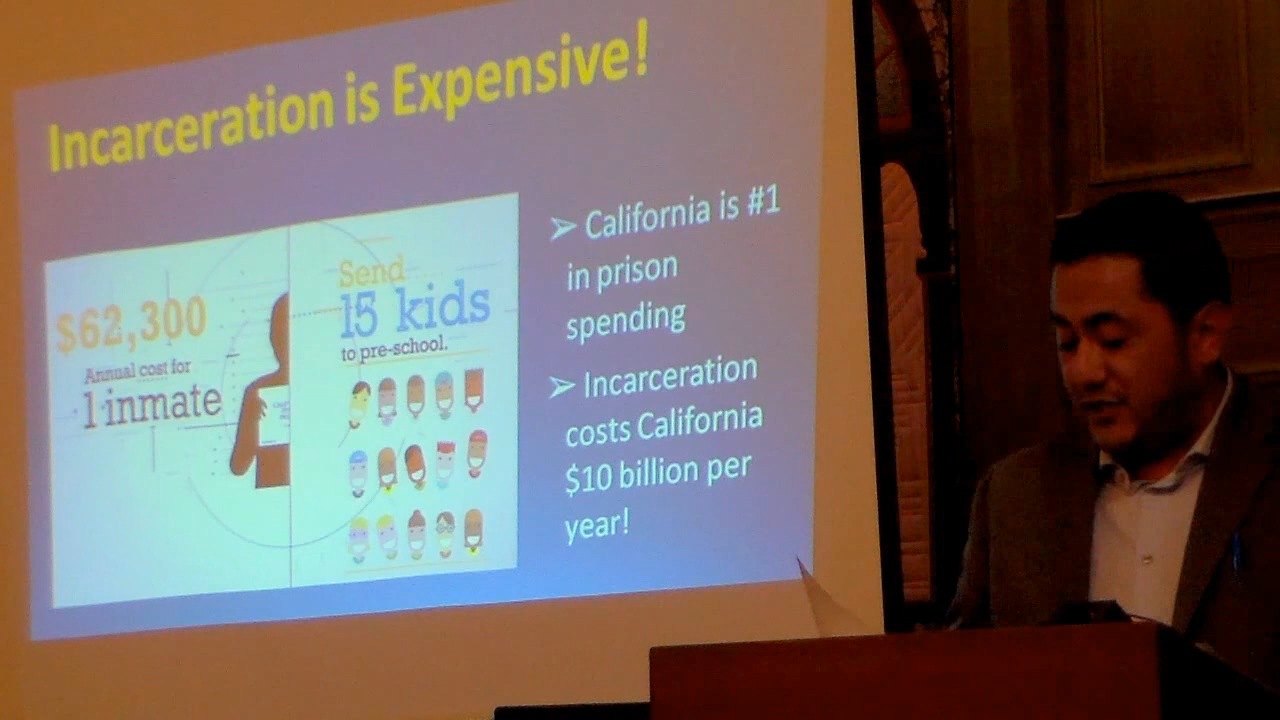 Incarceration is Expensive!
$62,300
Annual cost for
1 inmate
Send
15 kids
to pre-school.
➢ California is #1
in prison
spending
➢ Incarceration
costs California
$10 billion per
year!